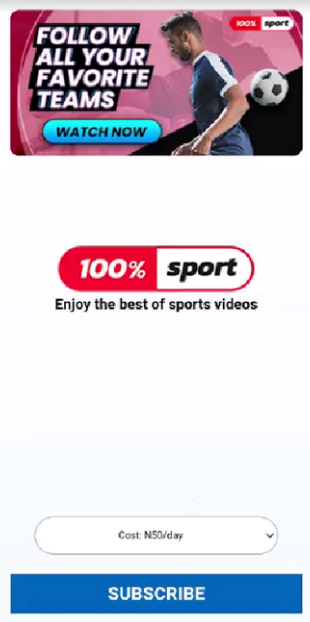 100% sport
FOLLOW
ALL YOUR
FAVORITE
TEAMS
WATCH NOW
100% sport
Enjoy the best of sports videos
Cost: N50/day
SUBSCRIBE